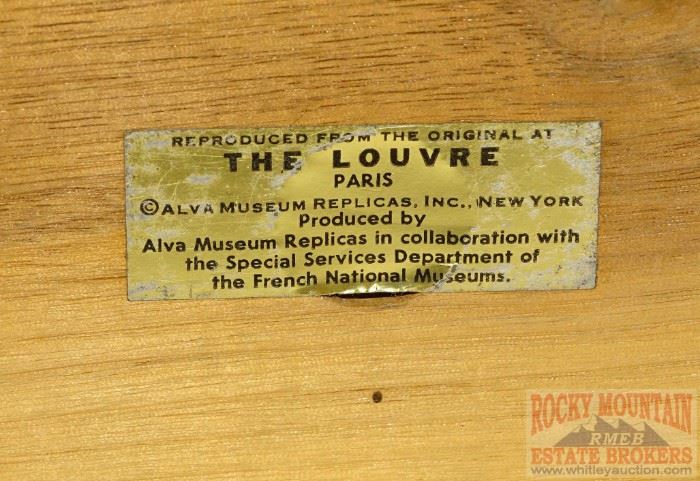 REPRODUCED FROM THE ORIGINAL AT
THE LOUVRE
PARIS
©ALVA MUSEUM REPLICAS, INC., NEW YORK
Produced by
Alva Museum Replicas in collaboration with
the Special Services Department of
the French National Museums.
ROCKY MOUNTAIN
RMEB
ESTATE BROKERS
www.whitleyauction.com